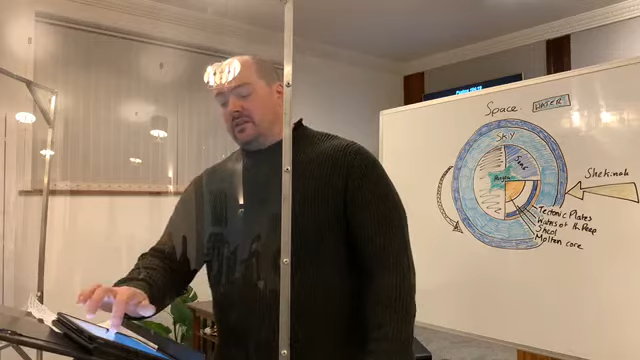 Space
WATER
SKY
Shekinah
Tectonic Plates
Waters of the Deep
Sheol
Molten core